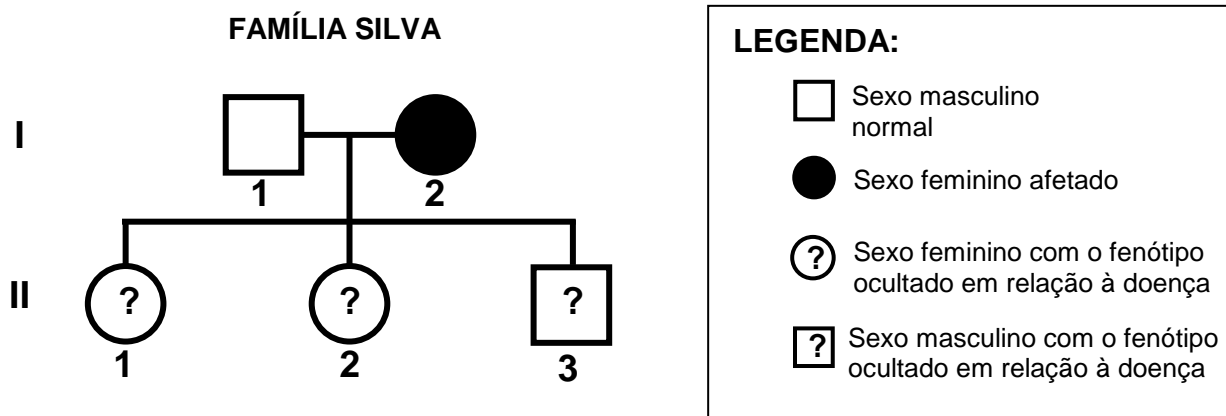 FAMÍLIA SILVA
I
1
2
II
?
?
?
1
2
3
LEGENDA:
Sexo masculino
normal
Sexo feminino afetado
?
Sexo feminino com o fenótipo
ocultado em relação à doença
?
Sexo masculino com o fenótipo
ocultado em relação à doença